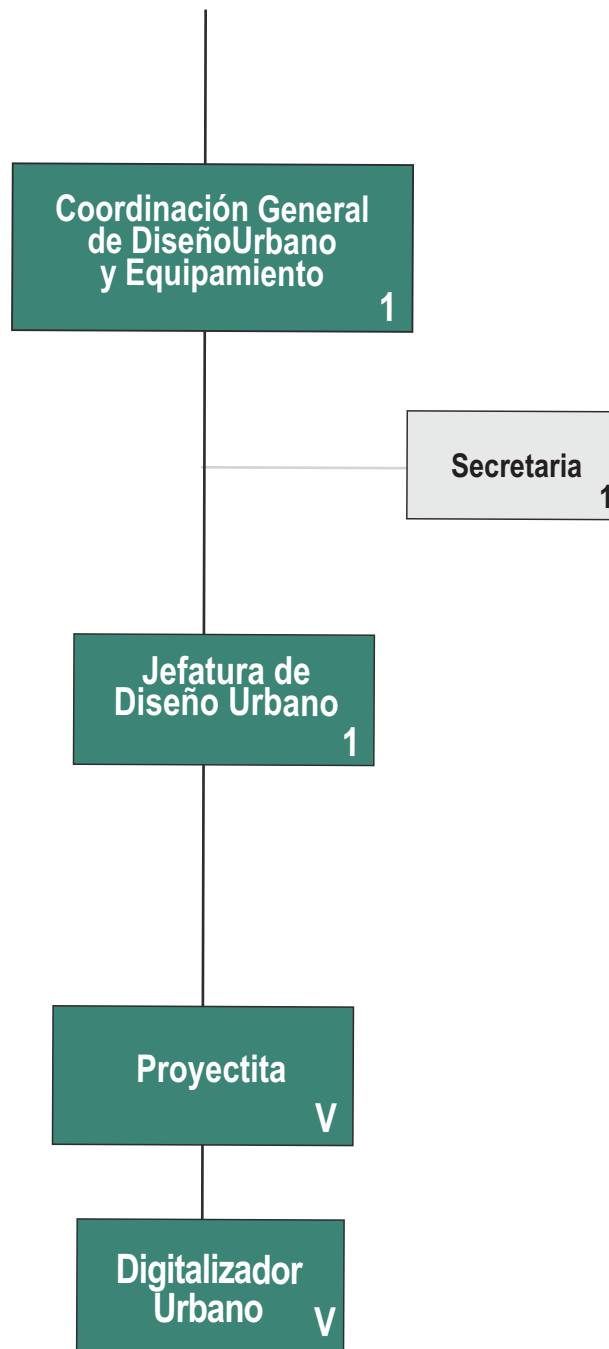 Coordinación General
de DiseñoUrbano
y Equipamiento
1
Secretaria
1
Jefatura de
Diseño Urbano
1
Proyectita
V
Digitalizador
Urbano
V